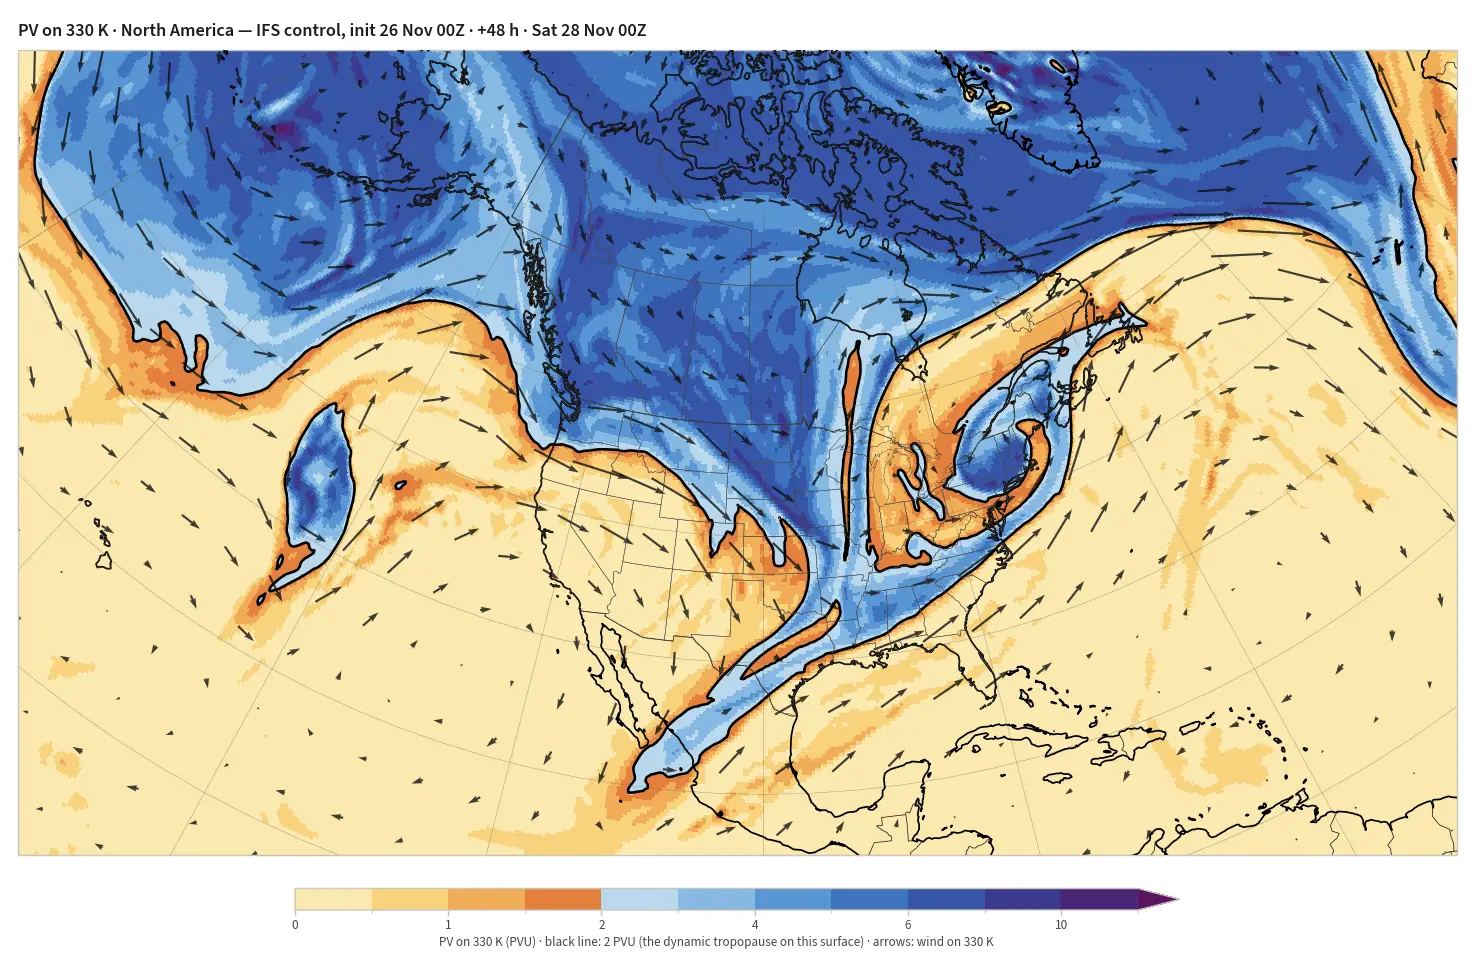 PV on 330 K · North America — IFS control, init 26 Nov 00Z · +48 h · Sat 28 Nov 00Z
0 1 2 4 6 10
PV on 330 K (PVU) · black line: 2 PVU (the dynamic tropopause on this surface) · arrows: wind on 330 K